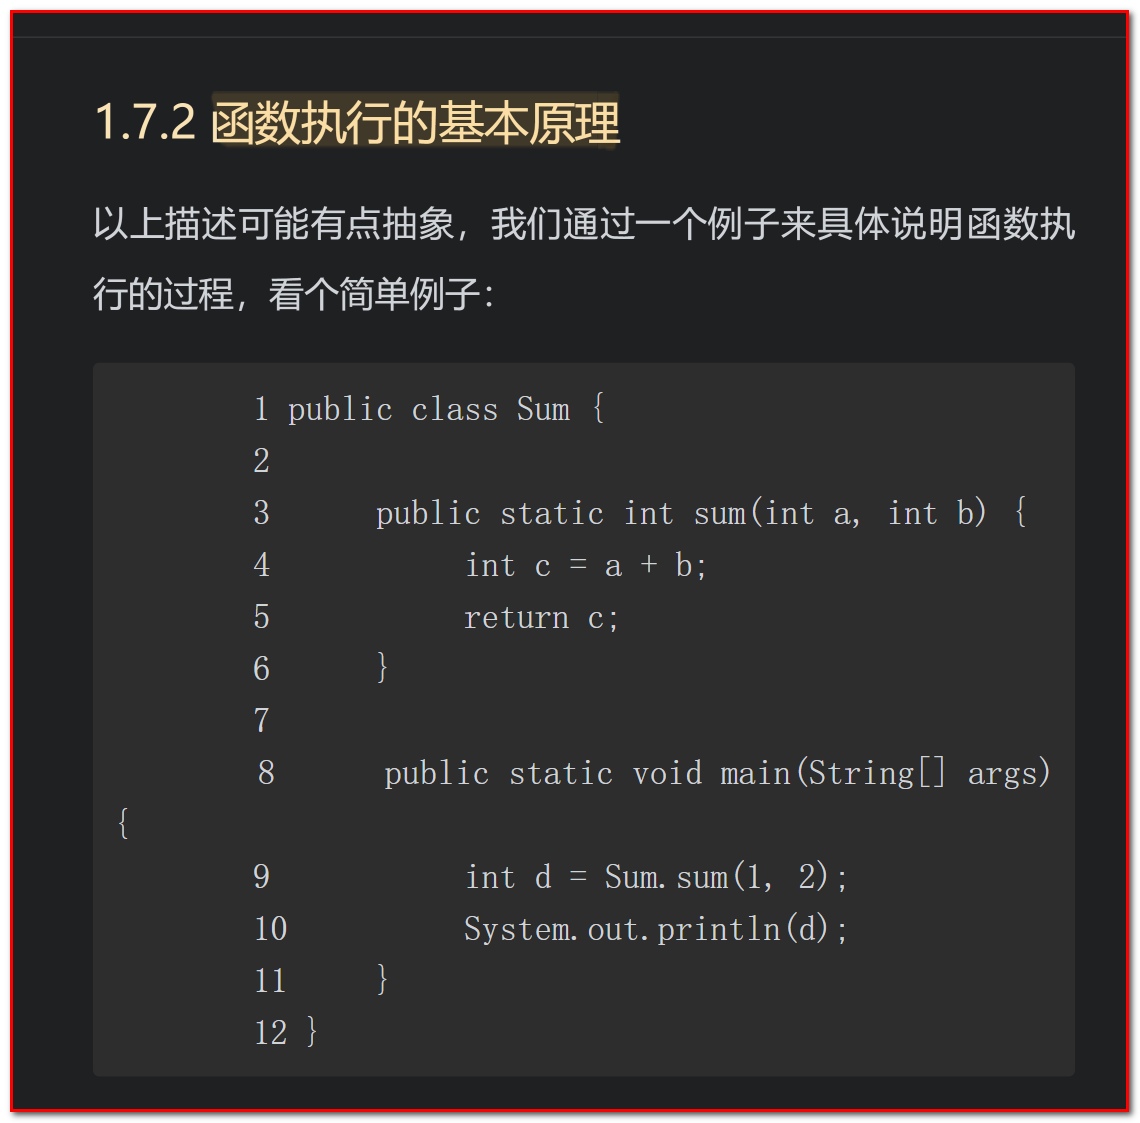 1.7.2 函数执行的基本原理
以上描述可能有点抽象，我们通过一个例子来具体说明函数执
行的过程，看个简单例子：
1 public class Sum {
2
3     public static int sum(int a, int b) {
4         int c = a + b;
5         return c;
6     }
7
8     public static void main(String[] args)
{
9         int d = Sum.sum(1, 2);
10         System.out.println(d);
11     }
12 }